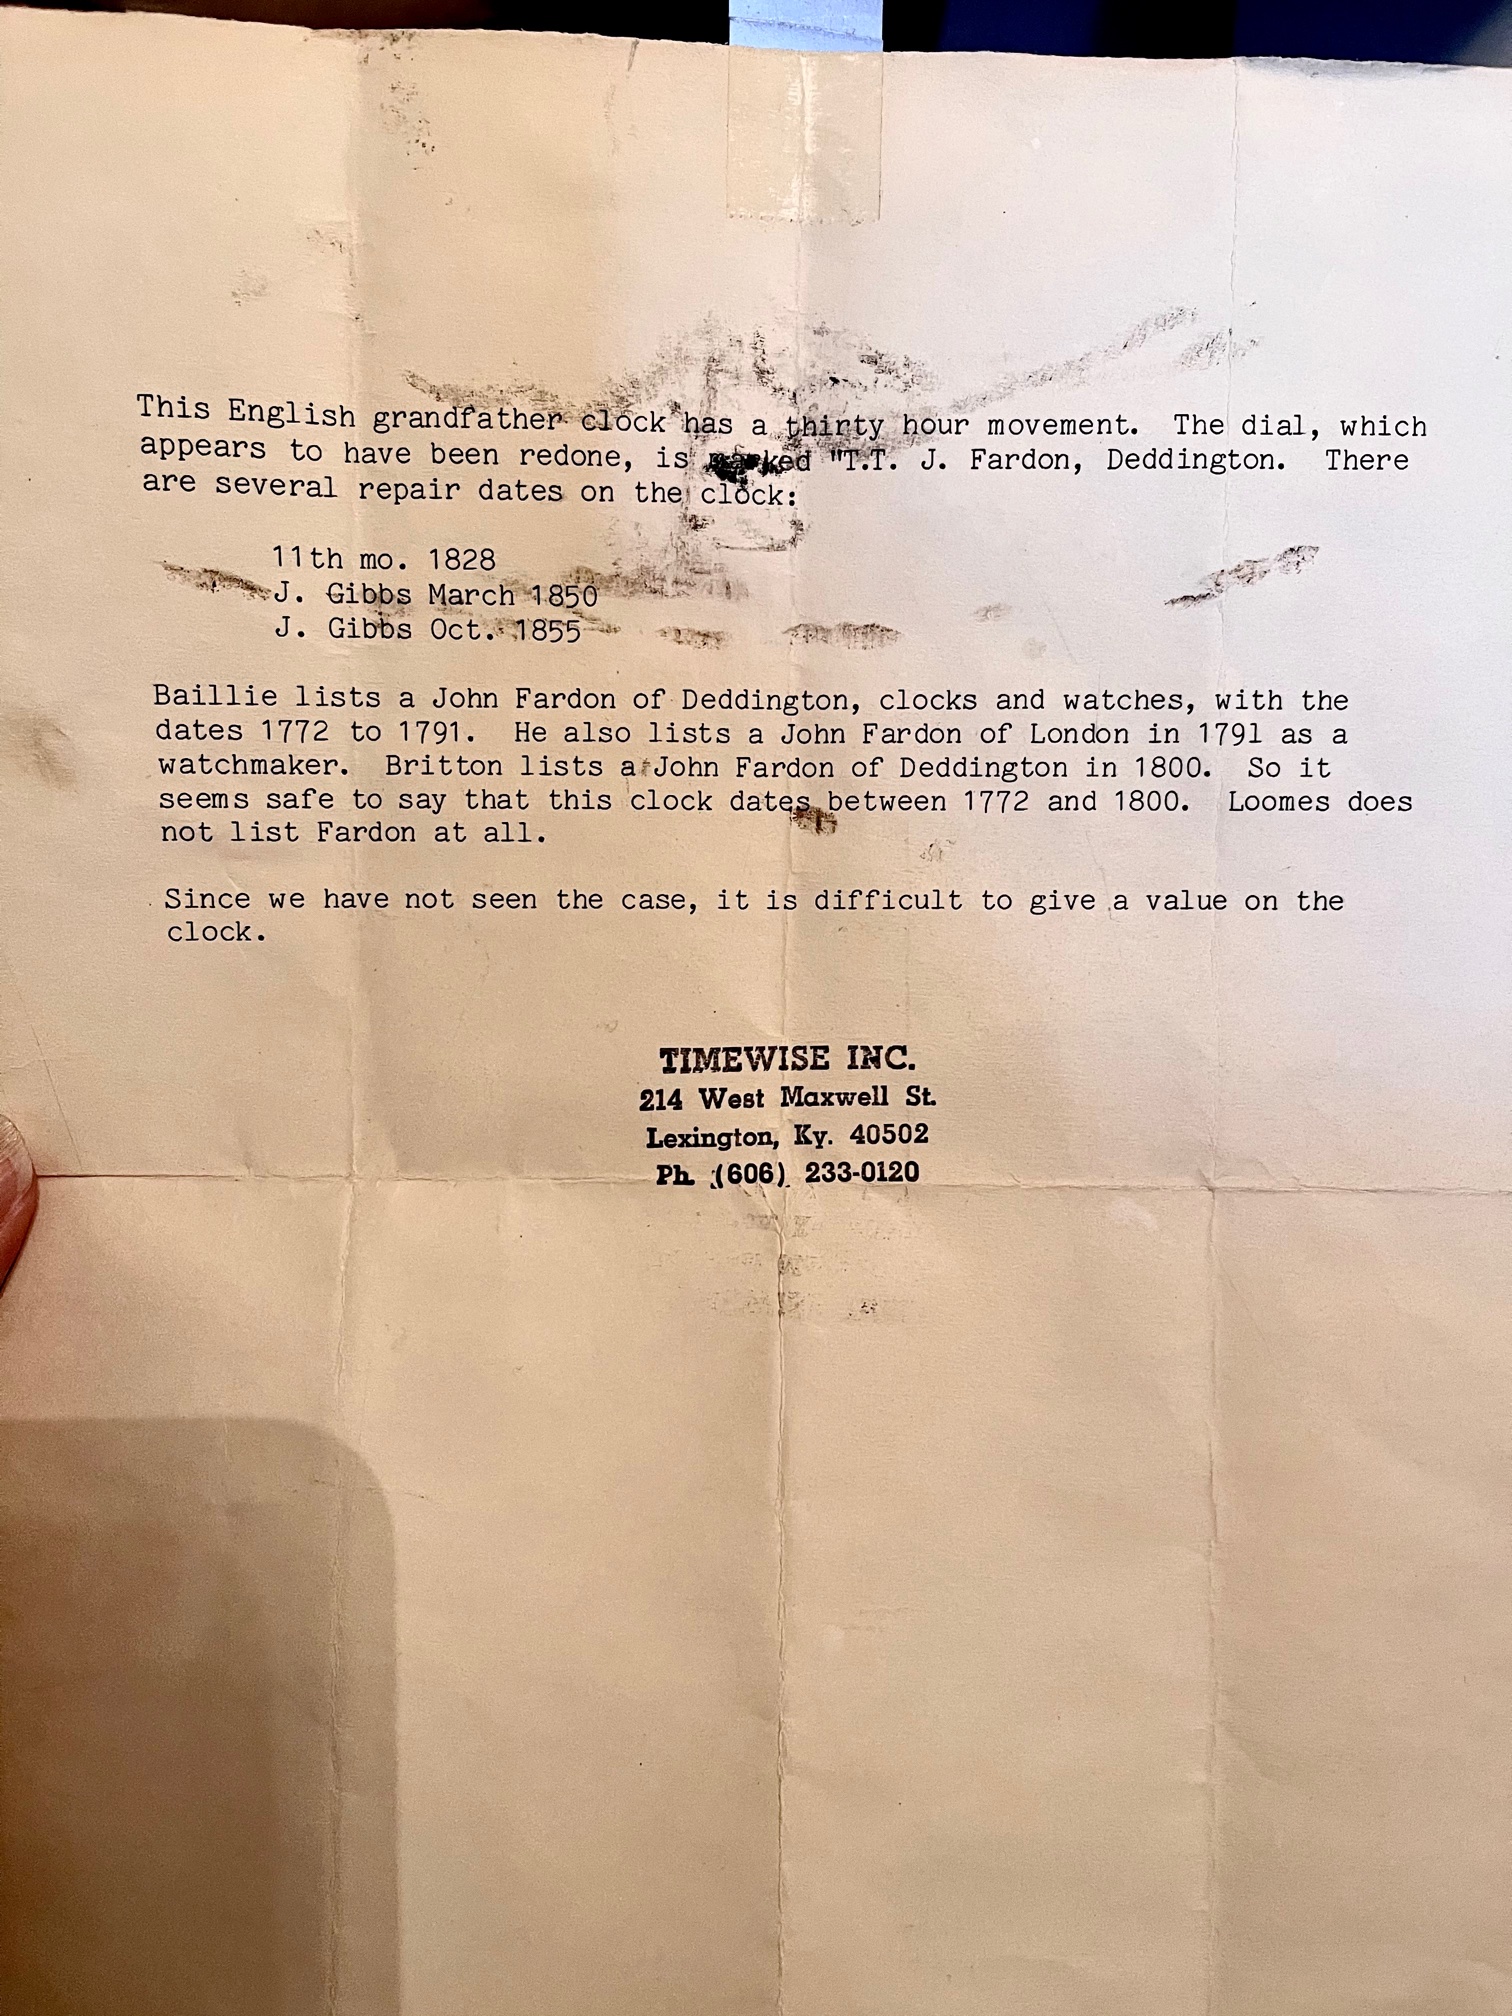 This English grandfather clock has a thirty hour movement. The dial, which
appears to have been redone, is marked "T.T. J. Fardon, Deddington. There
are several repair dates on the clock:
11th mo. 1828
J. Gibbs March 1850
J. Gibbs Oct. 1855
Baillie lists a John Fardon of Deddington, clocks and watches, with the
dates 1772 to 1791. He also lists a John Fardon of London in 1791 as a
watchmaker. Britton lists a John Fardon of Deddington in 1800. So it
seems safe to say that this clock dates between 1772 and 1800. Loomes does
not list Fardon at all.
Since we have not seen the case, it is difficult to give a value on the
clock.
TIMEWISE INC.
214 West Maxwell St.
Lexington, Ky. 40502
Ph. (606) 233-0120